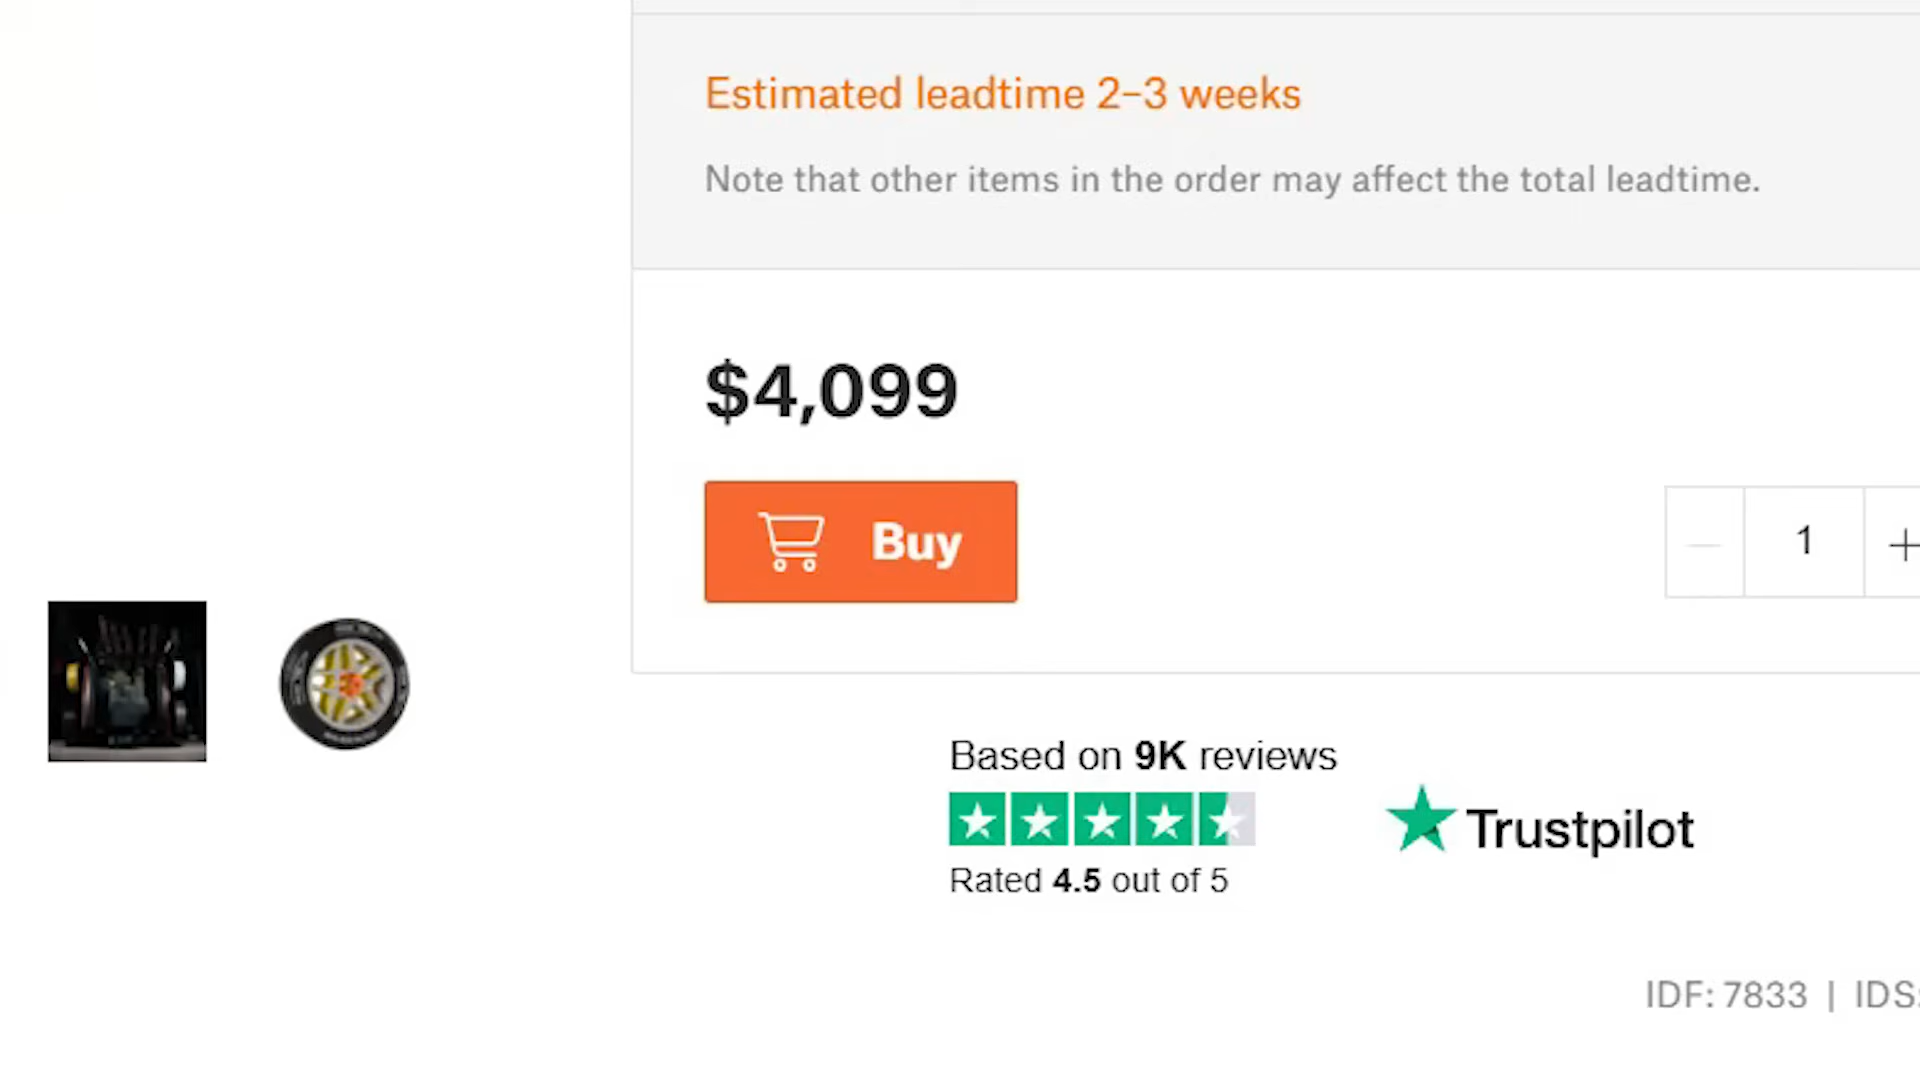 Estimated leadtime 2–3 weeks
Note that other items in the order may affect the total leadtime.
$4,099
Buy
1
Based on 9K reviews
Rated 4.5 out of 5
Trustpilot
IDF: 7833 | IDS: